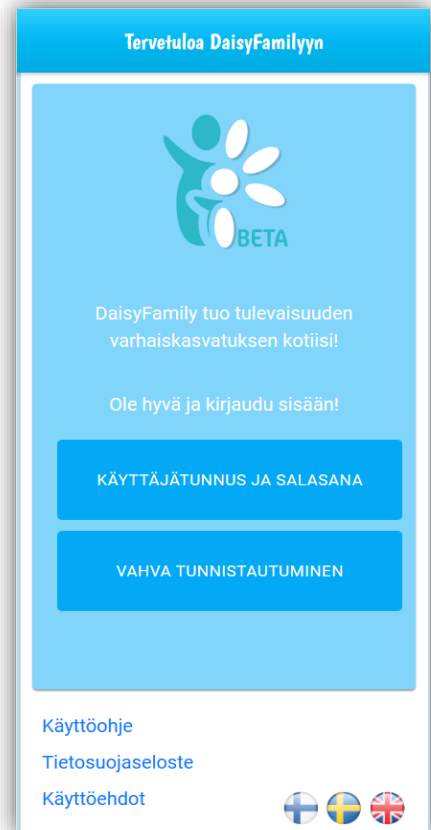 Tervetuloa DaisyFamilyyn
BETA
DaisyFamily tuo tulevaisuuden
varhaiskasvatuksen kotiisi!
Ole hyvä ja kirjaudu sisään!
KÄYTTÄJÄTUNNUS JA SALASANA
VAHVA TUNNISTAUTUMINEN
Käyttöohje
Tietosuojaseloste
Käyttöehdot